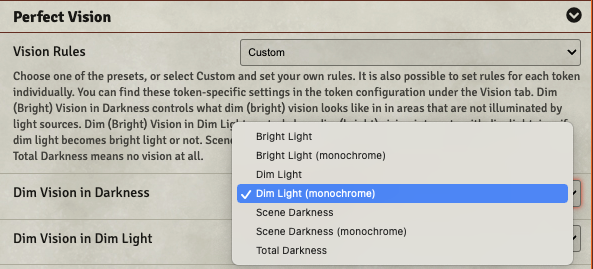 Perfect Vision
Vision Rules
Custom
Choose one of the presets, or select Custom and set your own rules. It is also possible to set rules for each token
individually. You can find these token-specific settings in the token configuration under the Vision tab. Dim
(Bright) Vision in Darkness controls what dim (bright) vision looks like in in areas that are not illuminated by
light sources. Dim (Bright) Vision in Dim
dim light becomes bright light or not. Scene
Total Darkness means no vision at all.
Bright Light
Bright Light (monochrome)
Dim Light
Dim Vision in Darkness
Dim Light (monochrome)
Scene Darkness
Dim Vision in Dim Light
Scene Darkness (monochrome)
Total Darkness